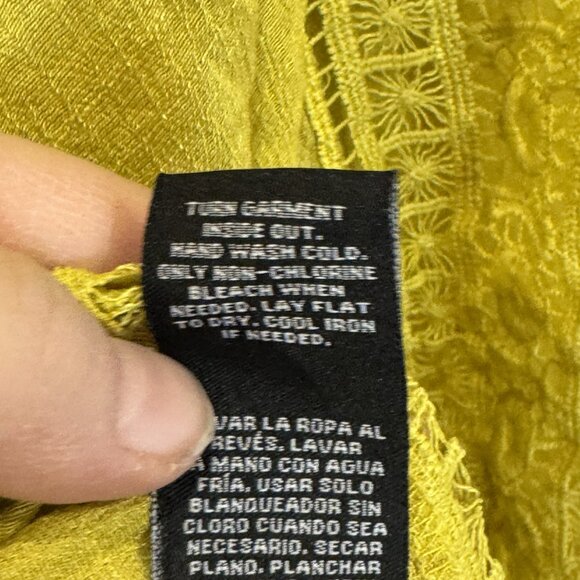 TURN GARMENT
INSIDE OUT.
HAND WASH COLD.
ONLY NON-CHLORINE
BLEACH WHEN
NEEDED. LAY FLAT
TO DRY. COOL IRON
IF NEEDED.
VAR LA ROPA AL
REVÉS. LAVAR
A MANO CON AGUA
FRÍA. USAR SOLO
BLANQUEADOR SIN
CLORO CUANDO SEA
NECESARIO. SECAR
PLANO. PLANCHAR